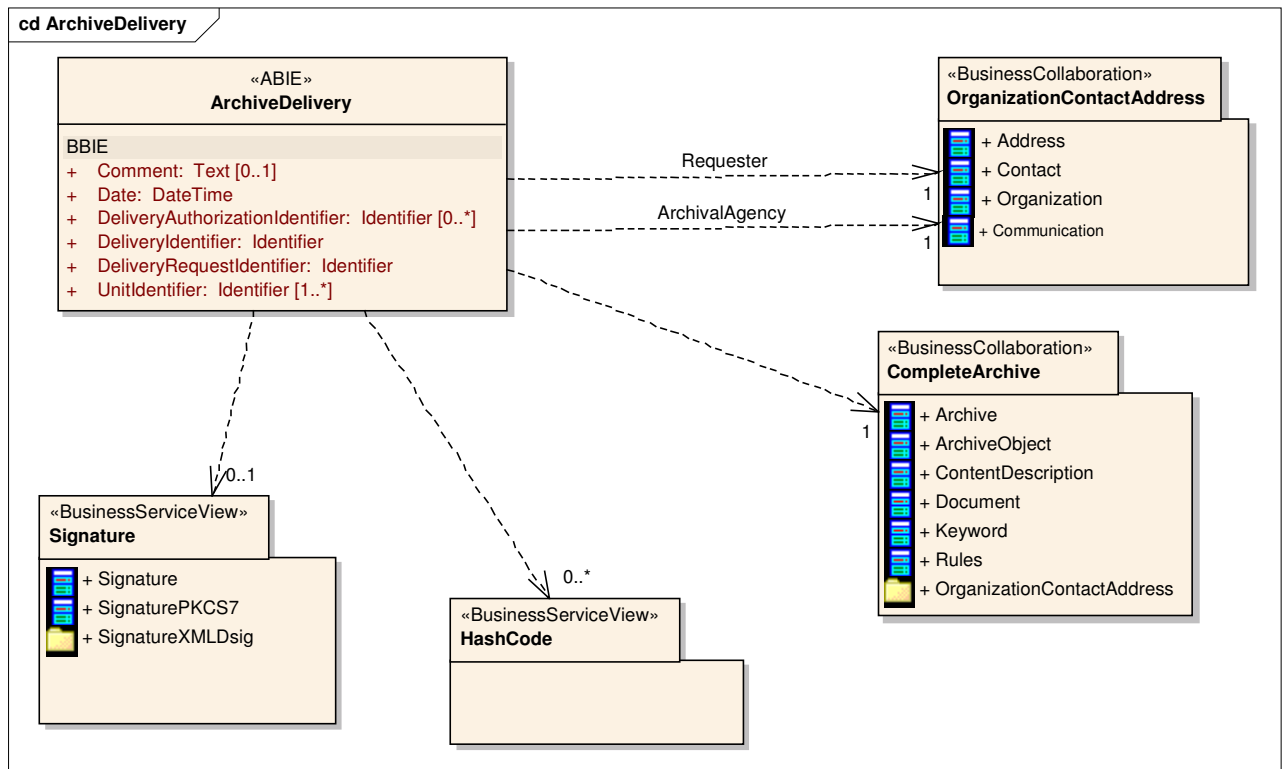 cd ArchiveDelivery
«ABIE»
ArchiveDelivery
BBIE
+ Comment: Text [0..1]
+ Date: DateTime
+ DeliveryAuthorizationIdentifier: Identifier [0..*]
+ DeliveryIdentifier: Identifier
+ DeliveryRequestIdentifier: Identifier
+ UnitIdentifier: Identifier [1..*]
Requester
1
ArchivalAgency
1
«BusinessCollaboration»
OrganizationContactAddress
+ Address
+ Contact
+ Organization
+ Communication
1
«BusinessCollaboration»
CompleteArchive
+ Archive
+ ArchiveObject
+ ContentDescription
+ Document
+ Keyword
+ Rules
+ OrganizationContactAddress
0..1
«BusinessServiceView»
Signature
+ Signature
+ SignaturePKCS7
+ SignatureXMLDsig
0..*
«BusinessServiceView»
HashCode